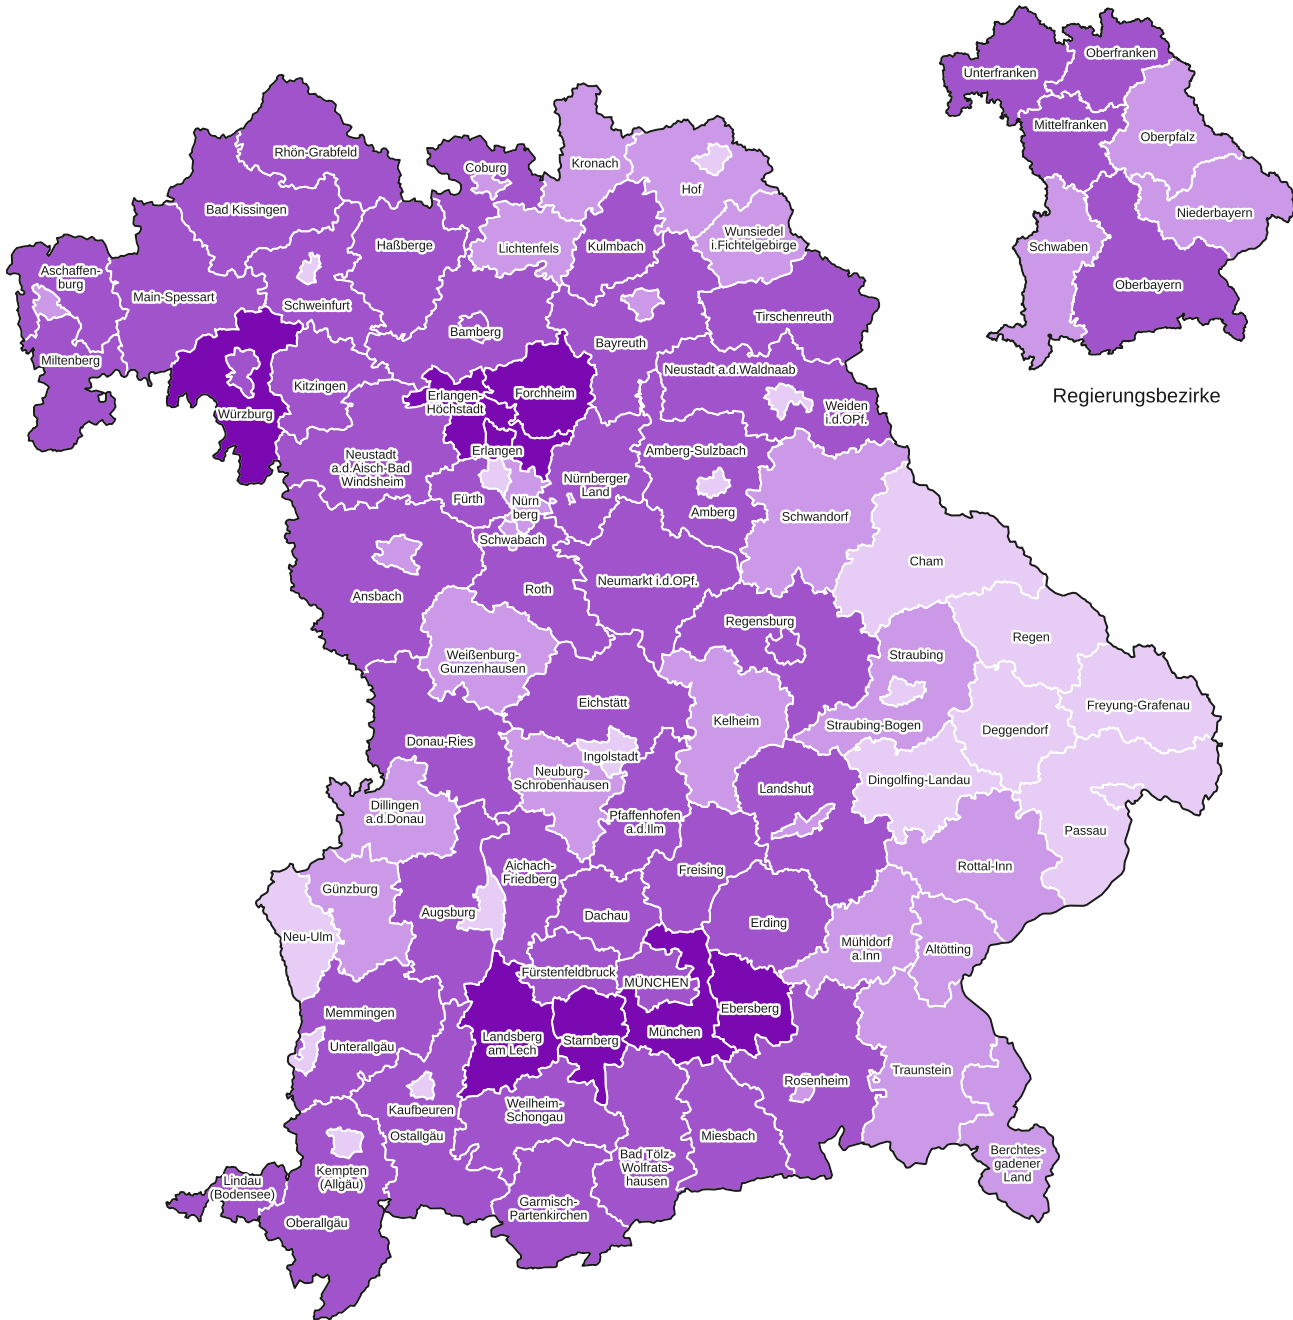 Oberfranken
Unterfranken
Mittelfranken
Oberpfalz
Niederbayern
Schwaben
Oberbayern
Regierungsbezirke
Rhön-Grabfeld
Coburg
Kronach
Hof
Bad Kissingen
Haßberge
Lichtenfels
Kulmbach
Wunsiedel
i.Fichtelgebirge
Aschaffen-
burg
Main-Spessart
Schweinfurt
Bamberg
Bayreuth
Tirschenreuth
Miltenberg
Kitzingen
Würzburg
Erlangen-
Höchstadt
Forchheim
Neustadt a.d.Waldnaab
Weiden
i.d.OPf.
Neustadt
a.d.Aisch-Bad
Windsheim
Erlangen
Amberg-Sulzbach
Fürth
Nürn
berg
Nürnberger
Land
Amberg
Schwandorf
Schwabach
Cham
Ansbach
Roth
Neumarkt i.d.OPf.
Regensburg
Regen
Weißenburg-
Gunzenhausen
Straubing
Eichstätt
Kelheim
Straubing-Bogen
Deggendorf
Freyung-Grafenau
Donau-Ries
Ingolstadt
Neuburg-
Schrobenhausen
Landshut
Dingolfing-Landau
Dillingen
a.d.Donau
Pfaffenhofen
a.d.Ilm
Passau
Günzburg
Aichach-
Friedberg
Freising
Rottal-Inn
Augsburg
Dachau
Erding
Neu-Ulm
Mühldorf
a.Inn
Altötting
Fürstenfeldbruck
MÜNCHEN
Memmingen
Ebersberg
Unterallgäu
Landsberg
am Lech
Starnberg
München
Traunstein
Rosenheim
Kaufbeuren
Weilheim-
Schongau
Ostallgäu
Miesbach
Bad Tölz-
Wolfrats-
hausen
Berchtes-
gadener
Land
Kempten
(Allgäu)
Lindau
(Bodensee)
Oberallgäu
Garmisch-
Partenkirchen